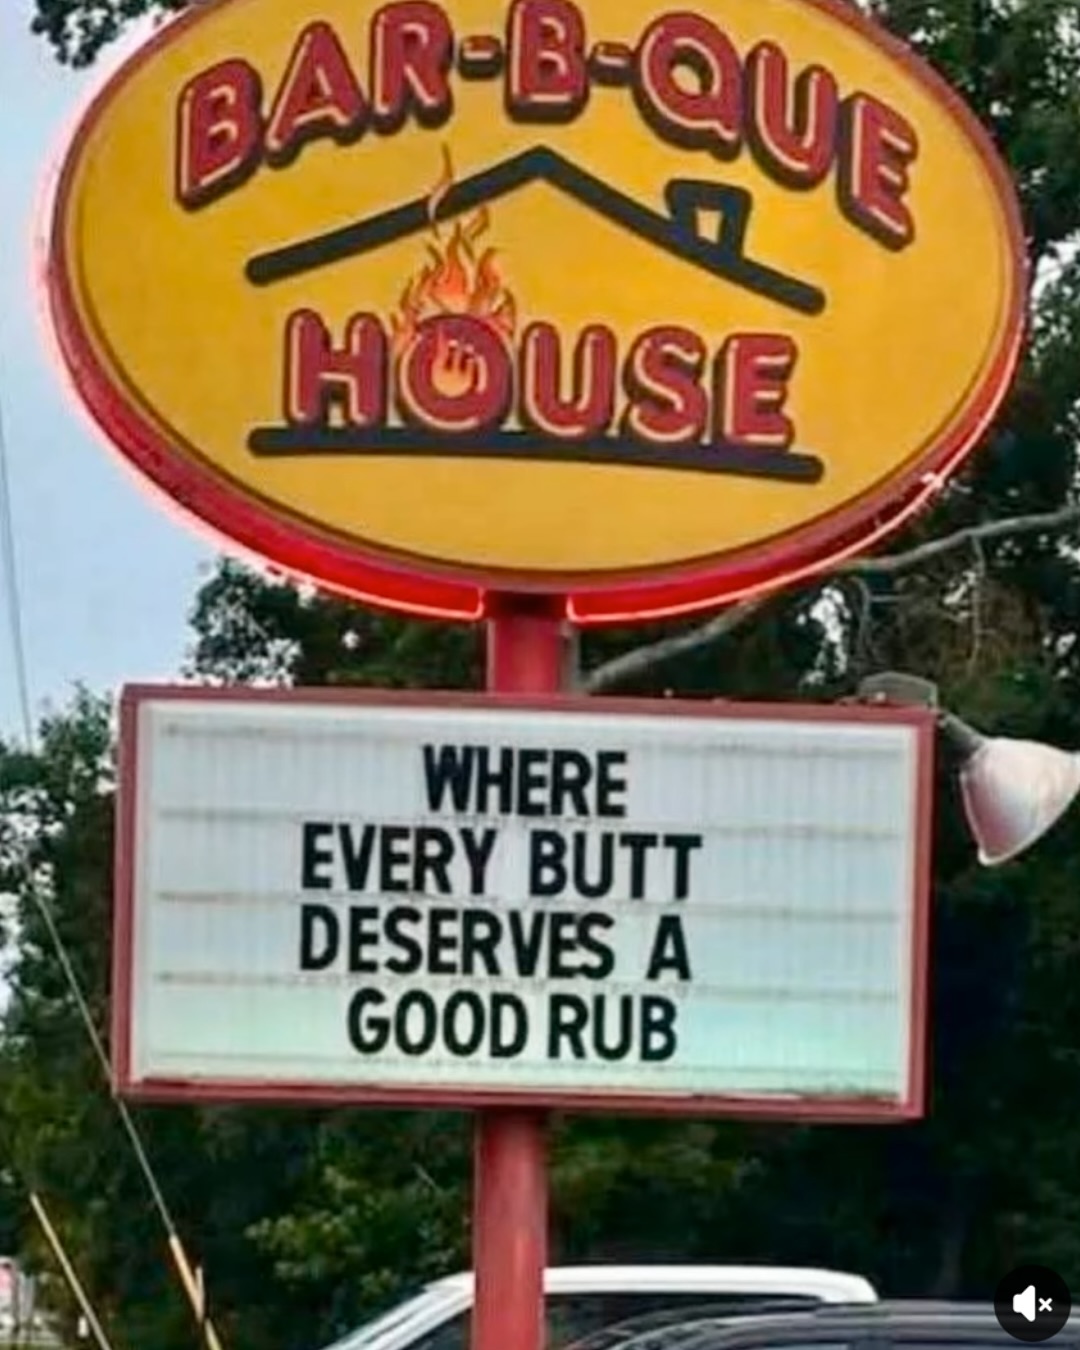 BAR-B-QUE
HOUSE
WHERE
EVERY BUTT
DESERVES A
GOOD RUB